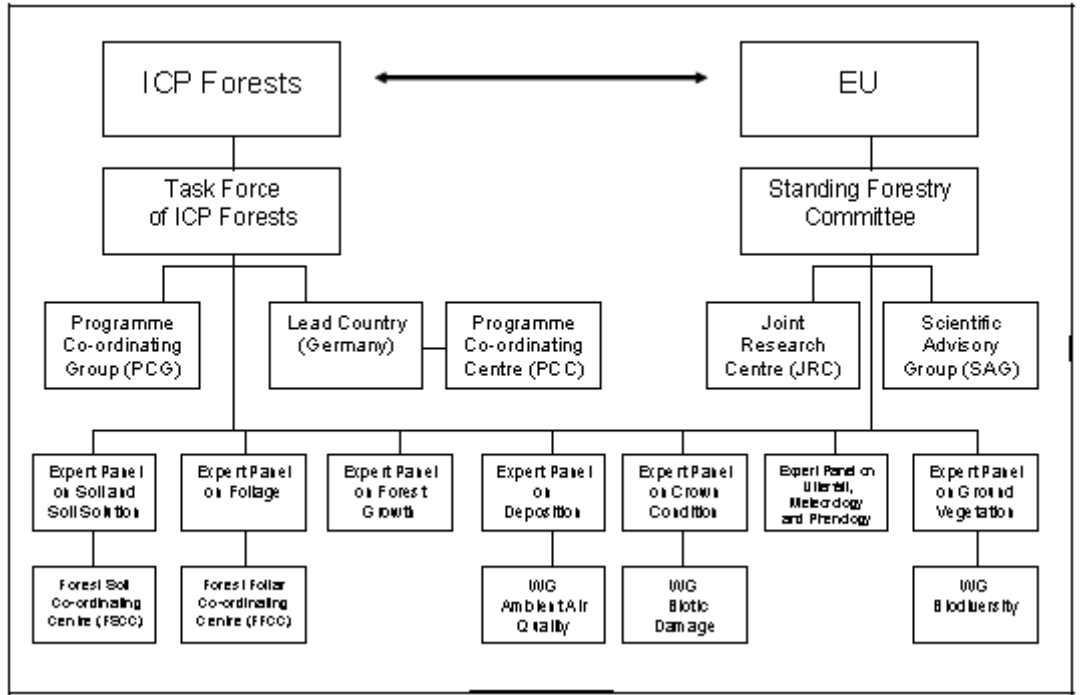 ICP Forests
EU
Task Force
of ICP Forests
Standing Forestry
Committee
Programme
Co-ordinating
Group (PCG)
Lead Country
(Germany)
Programme
Co-ordinating
Centre (PCC)
Joint
Research
Centre (JRC)
Scientific
Advisory
Group (SAG)
Expert Panel
on Soil and
Soil Solution
Expert Panel
on Foliage
Expert Panel
on Forest
Growth
Expert Panel
on
Deposition
Expert Panel
on Crown
Condition
Expert Panel on
Litterfall,
Meteorology
and Phenology
Expert Panel
on Ground
Vegetation
Forest Soil
Co-ordinating
Centre (FSCC)
Forest Foliar
Co-ordinating
Centre (FFCC)
WG
Ambient Air
Quality
WG
Biotic
Damage
WG
Biodiversity